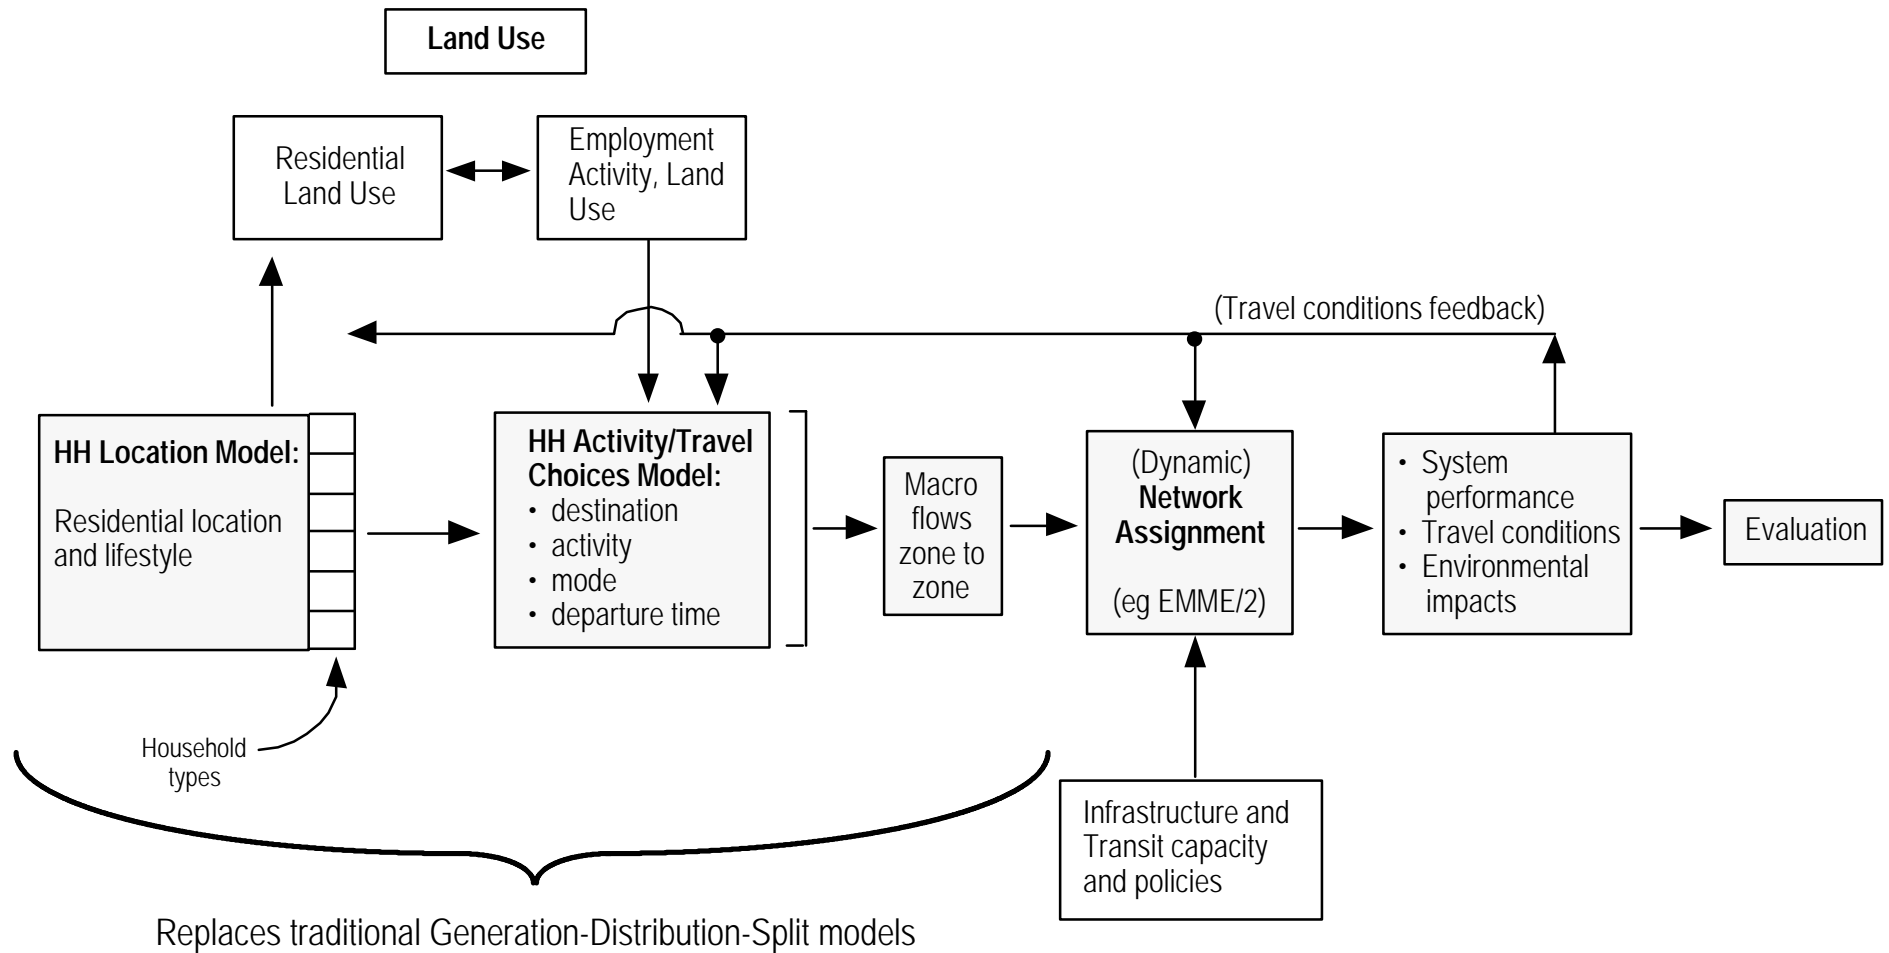 Land Use
Residential
Land Use
Employment
Activity, Land
Use
(Travel conditions feedback)
HH Location Model:
Residential location
and lifestyle
HH Activity/Travel
Choices Model:
• destination
• activity
• mode
• departure time
Macro
flows
zone to
zone
(Dynamic)
Network
Assignment
(eg EMME/2)
• System
performance
• Travel conditions
• Environmental
impacts
Evaluation
Household
types
Infrastructure and
Transit capacity
and policies
Replaces traditional Generation-Distribution-Split models